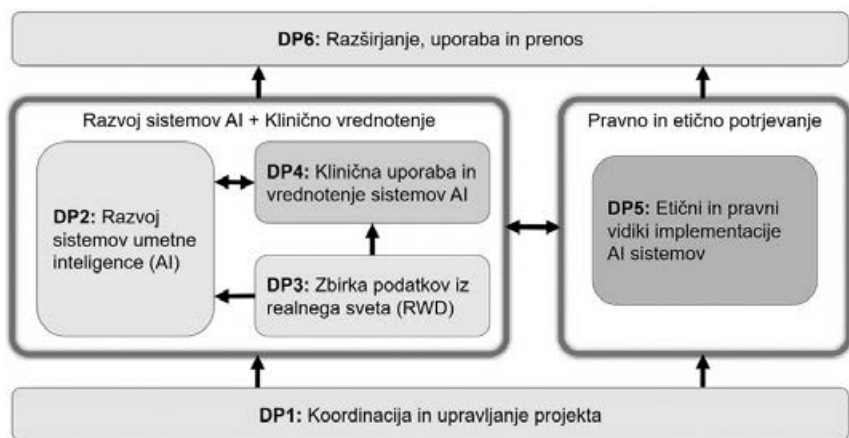 DP6: Razširjanje, uporaba in prenos
Razvoj sistemov AI + Klinično vrednotenje
DP2: Razvoj
sistemov umetne
inteligence (AI)
DP4: Klinična uporaba in
vrednotenje sistemov AI
DP3: Zbirka podatkov iz
realnega sveta (RWD)
Pravno in etično potrjevanje
DP5: Etični in pravni
vidiki implementacije
AI sistemov
DP1: Koordinacija in upravljanje projekta